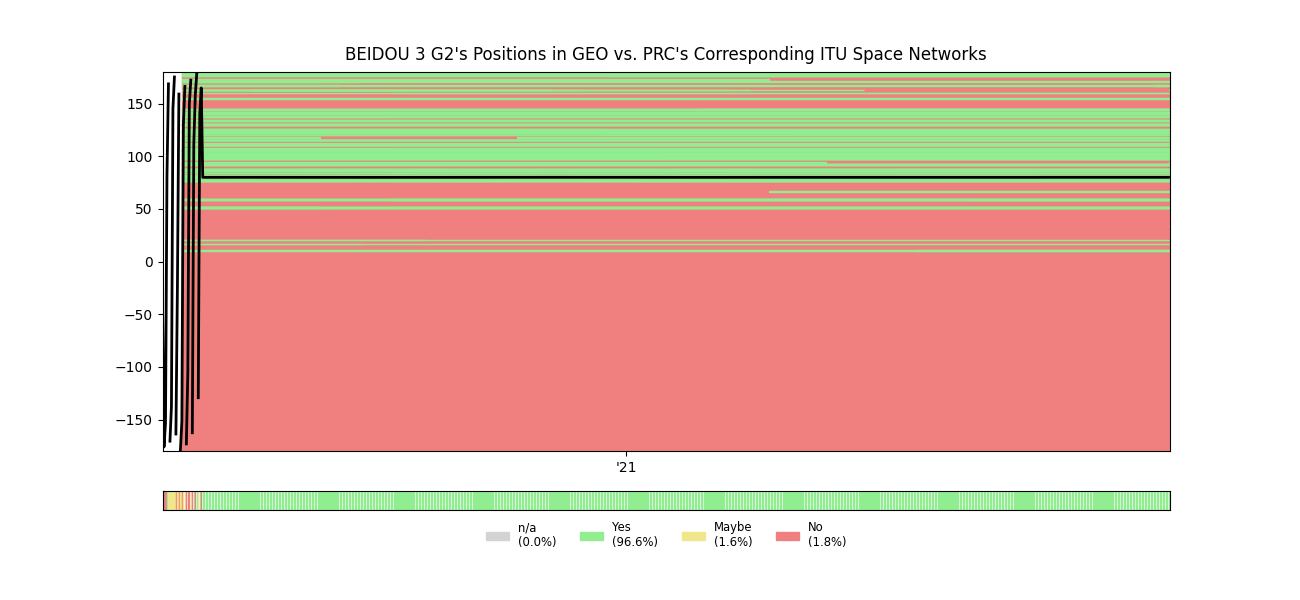 BEIDOU 3 G2's Positions in GEO vs. PRC's Corresponding ITU Space Networks
150
100
50
0
−50
−100
−150
'21
n/a
(0.0%)
Yes
(96.6%)
Maybe
(1.6%)
No
(1.8%)